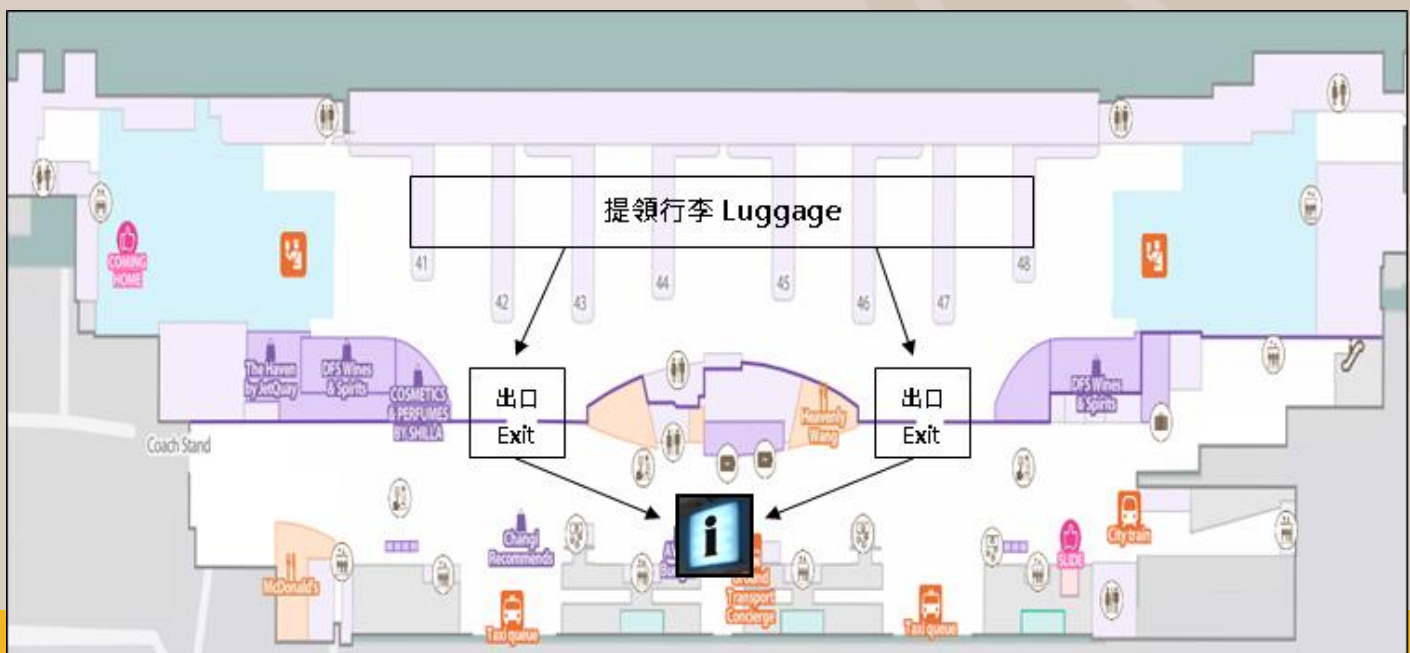 提領行李 Luggage
41
42
43
44
45
46
47
48
COMING
HOME
The Haven
by JetQuay
DFS Wines
& Spirits
COSMETICS
& PERFUMES
BY SHILLA
出口
Exit
Heavenly
Wang
出口
Exit
DFS Wines
& Spirits
Coach Stand
i
Changi
Recommends
City train
SLIDE
McDonald's
Ground
Transport
Concierge
Taxi queue
Taxi queue